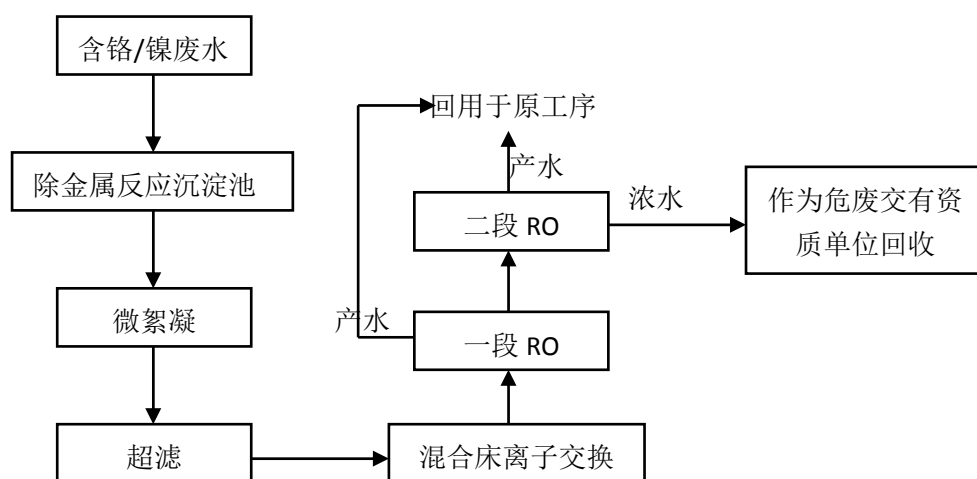 含铬/镍废水
除金属反应沉淀池
微絮凝
超滤
混合床离子交换
一段 RO
产水
二段 RO
产水
回用于原工序
浓水
作为危废交有资
质单位回收